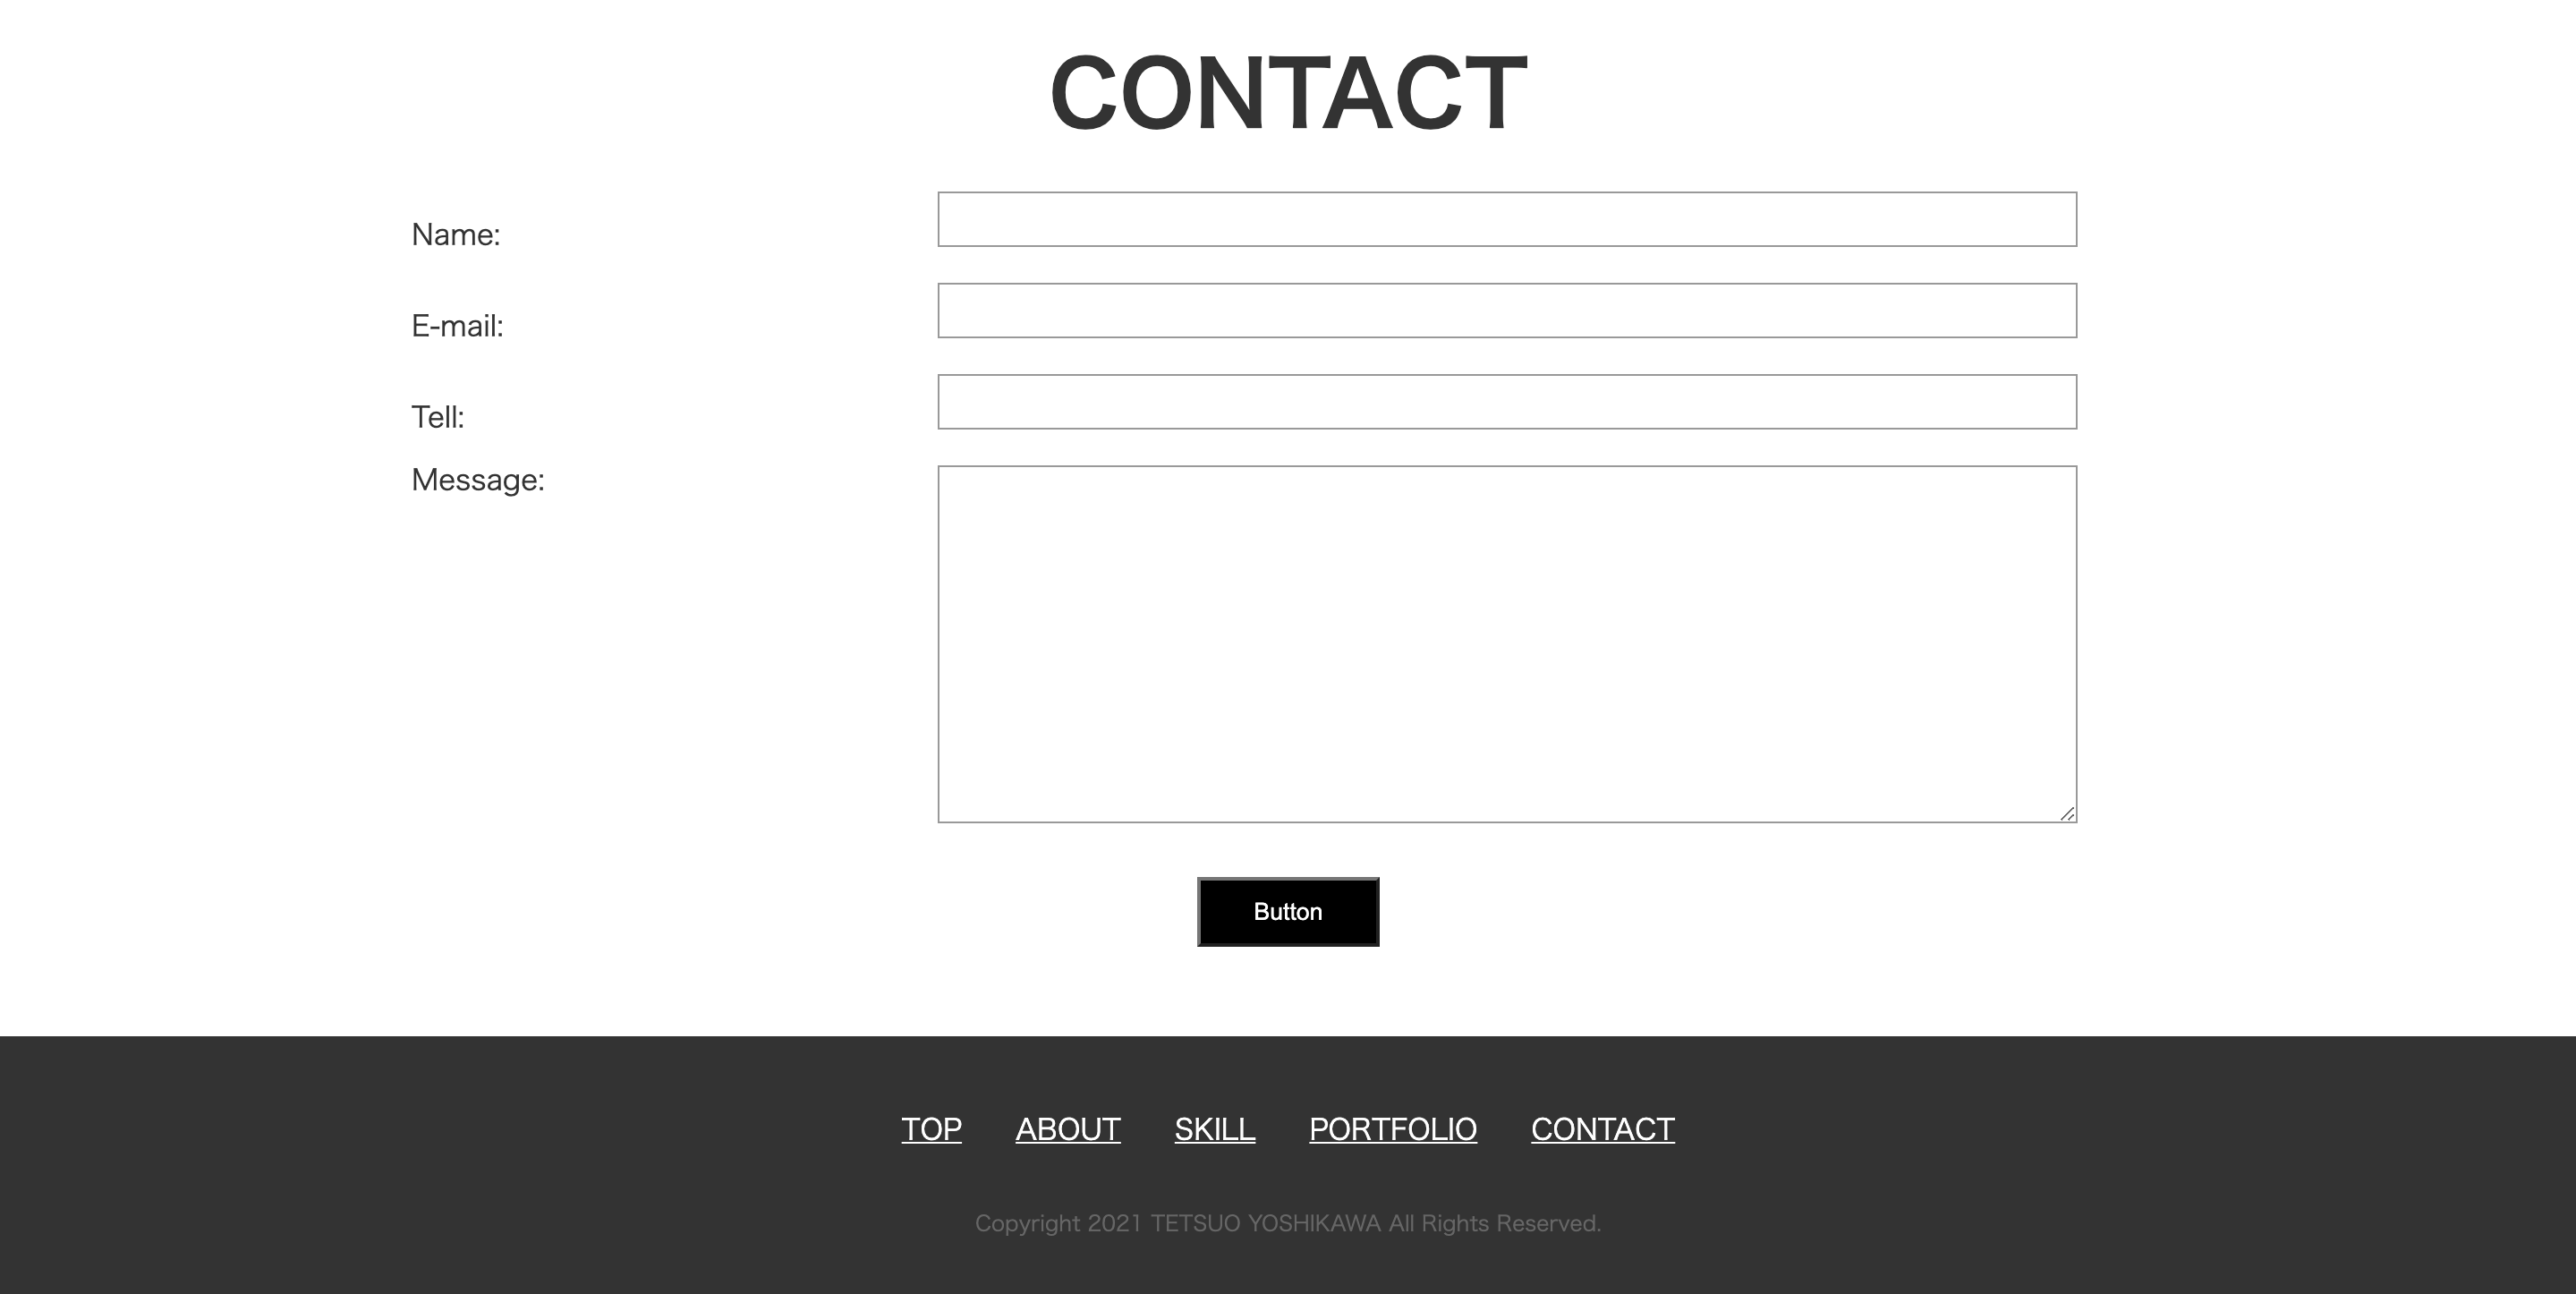 CONTACT
Name:
E-mail:
Tell:
Message:
Button
TOP ABOUT SKILL PORTFOLIO CONTACT
Copyright 2021 TETSUO YOSHIKAWA All Rights Reserved.